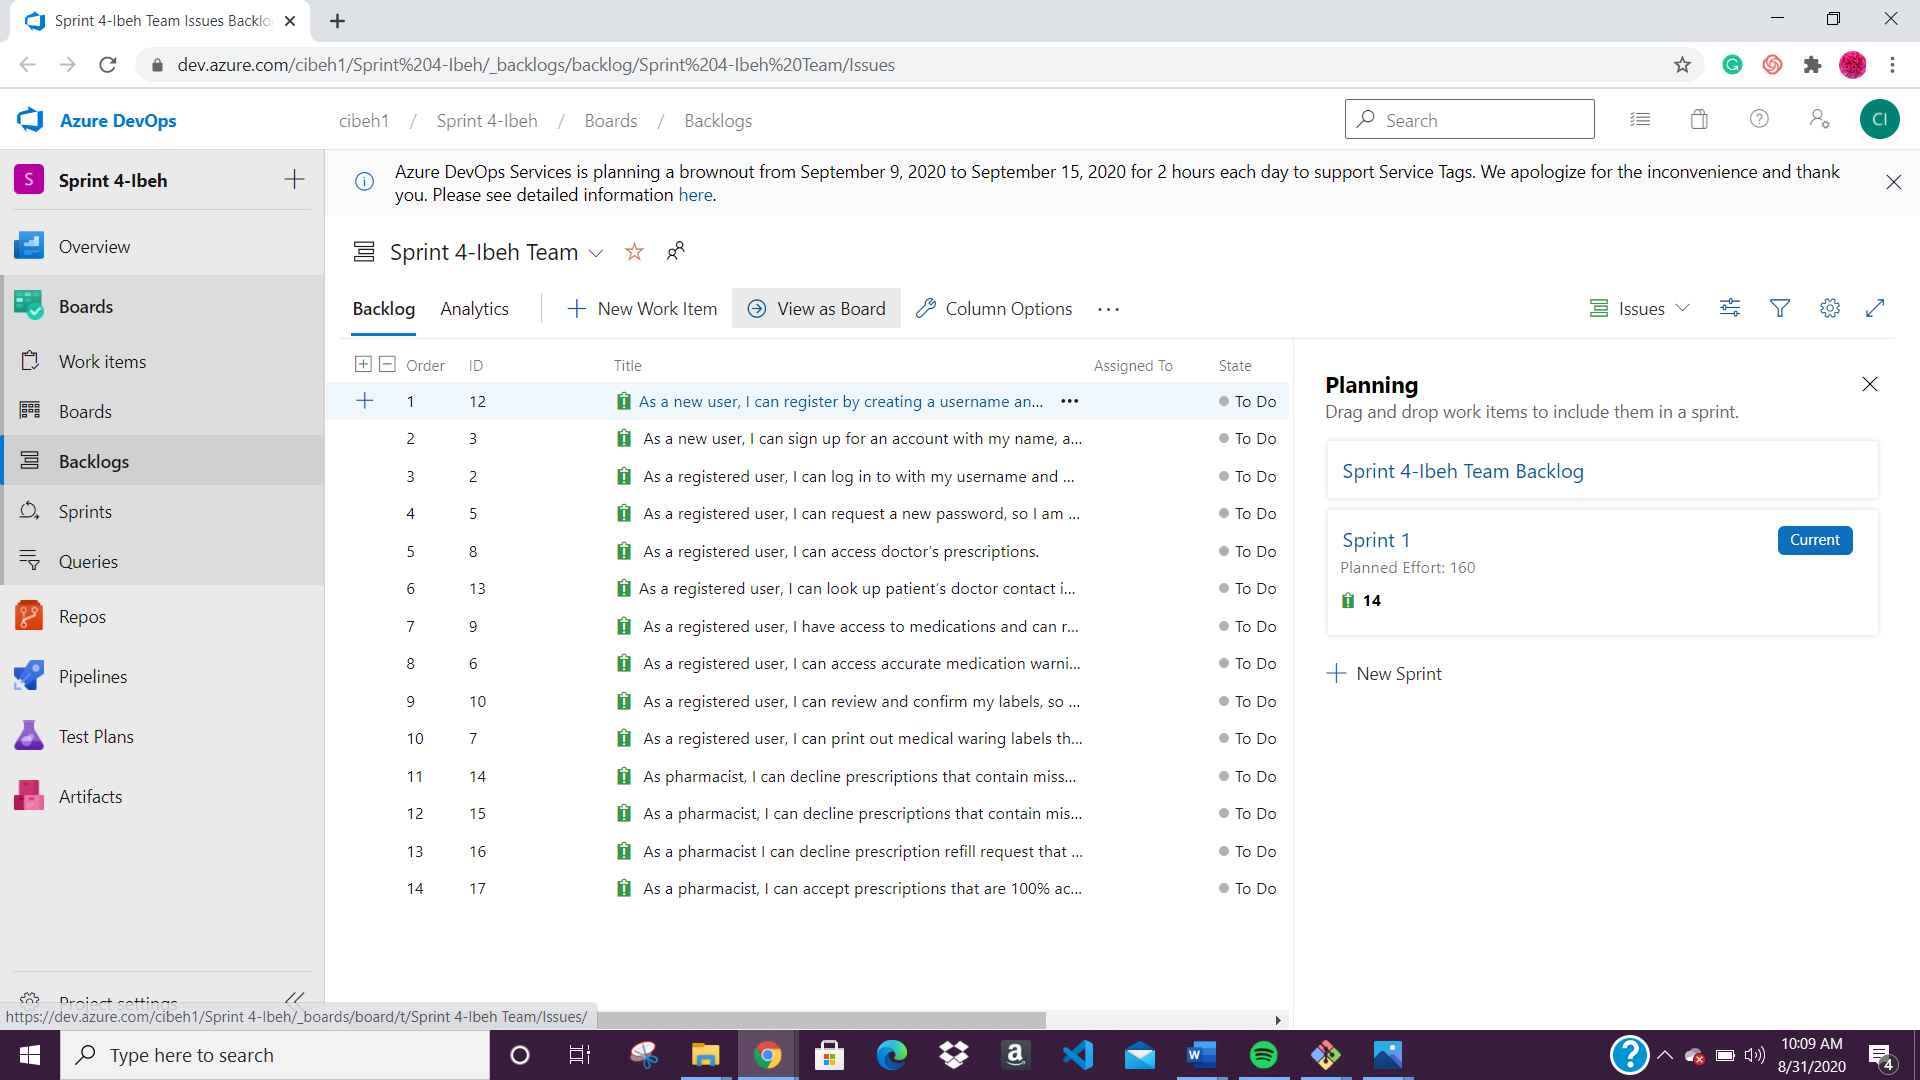 Sprint 4-Ibeh Team Issues Backlo
dev.azure.com/cibeh1/Sprint%204-Ibeh/_backlogs/backlog/Sprint%204-Ibeh%20Team/Issues
Azure DevOps
cibeh1 / Sprint 4-Ibeh / Boards / Backlogs
Search
CI
S
Sprint 4-Ibeh
Azure DevOps Services is planning a brownout from September 9, 2020 to September 15, 2020 for 2 hours each day to support Service Tags. We apologize for the inconvenience and thank
you. Please see detailed information here.
Overview
Boards
Work items
Boards
Backlogs
Sprints
Queries
Repos
Pipelines
Test Plans
Artifacts
Project settings
https://dev.azure.com/cibeh1/Sprint 4-Ibeh/_boards/board/t/Sprint 4-Ibeh Team/Issues/
Sprint 4-Ibeh Team
Backlog Analytics New Work Item View as Board Column Options ...
Issues
Order ID Title Assigned To State
1 12 As a new user, I can register by creating a username an... ... To Do
2 3 As a new user, I can sign up for an account with my name, a... To Do
3 2 As a registered user, I can log in to with my username and ... To Do
4 5 As a registered user, I can request a new password, so I am ... To Do
5 8 As a registered user, I can access doctor's prescriptions. To Do
6 13 As a registered user, I can look up patient's doctor contact i... To Do
7 9 As a registered user, I have access to medications and can r... To Do
8 6 As a registered user, I can access accurate medication warni... To Do
9 10 As a registered user, I can review and confirm my labels, so ... To Do
10 7 As a registered user, I can print out medical waring labels th... To Do
11 14 As pharmacist, I can decline prescriptions that contain miss... To Do
12 15 As a pharmacist, I can decline prescriptions that contain mis... To Do
13 16 As a pharmacist I can decline prescription refill request that ... To Do
14 17 As a pharmacist, I can accept prescriptions that are 100% ac... To Do
Planning
Drag and drop work items to include them in a sprint.
Sprint 4-Ibeh Team Backlog
Sprint 1
Current
Planned Effort: 160
14
New Sprint
Type here to search
10:09 AM
8/31/2020
4